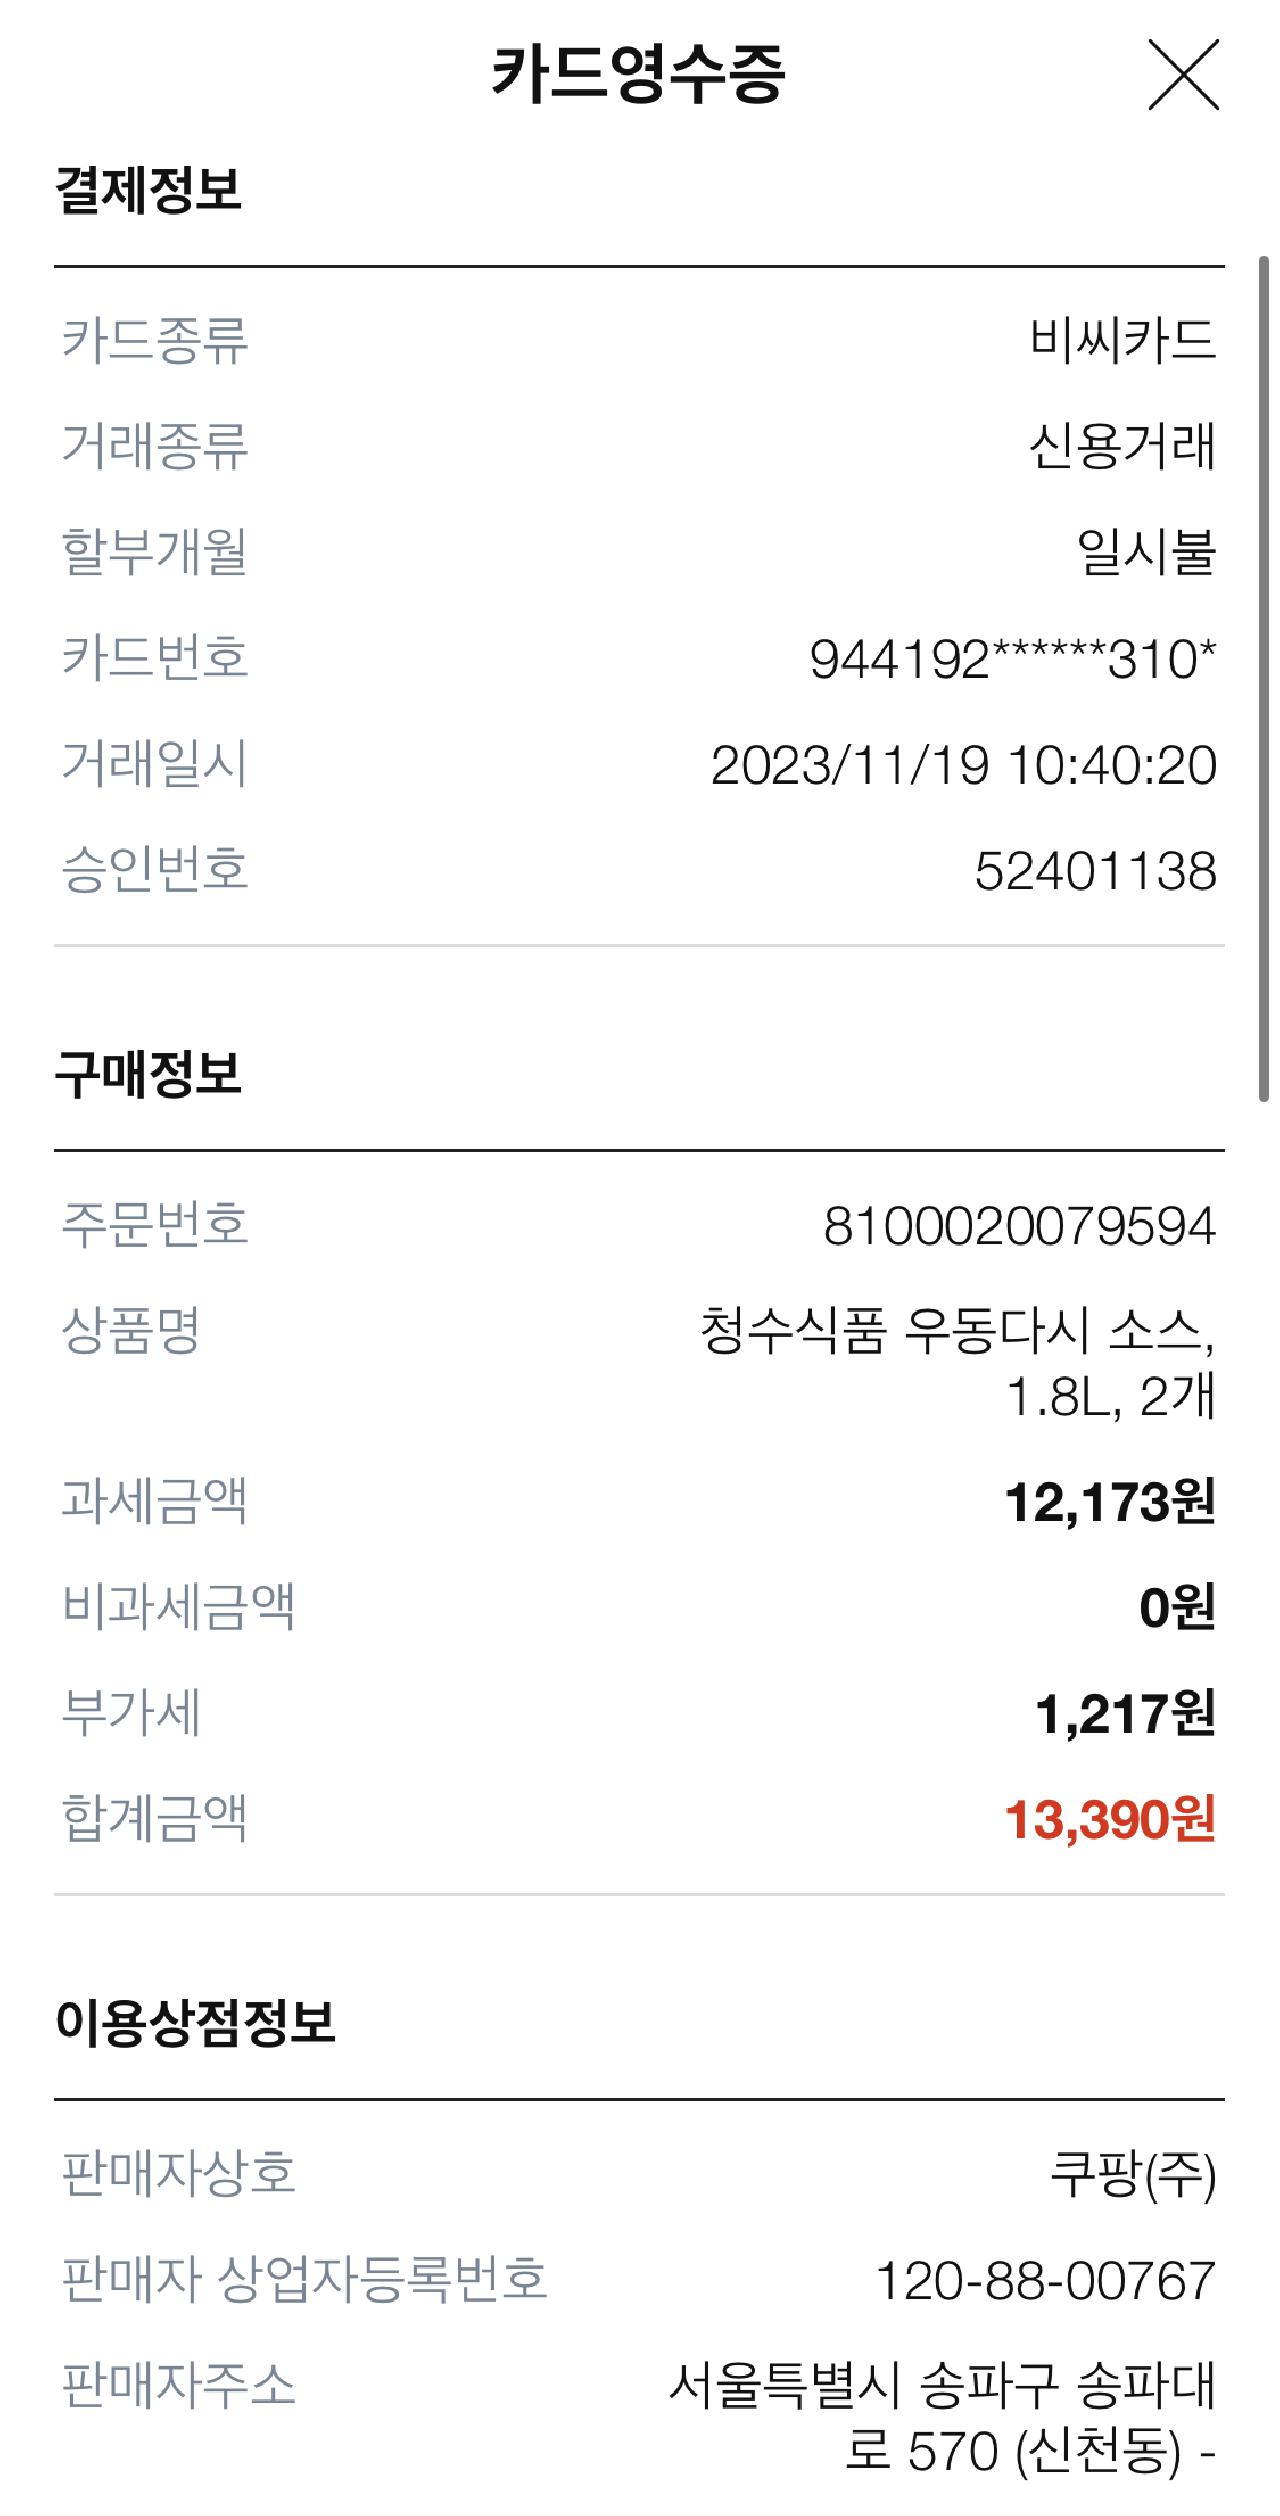 카드영수증
결제정보
카드종류 비씨카드
거래종류 신용거래
할부개월 일시불
카드번호 944192******310*
거래일시 2023/11/19 10:40:20
승인번호 52401138
구매정보
주문번호 8100020079594
상품명 청수식품 우동다시 소스,
1.8L, 2개
과세금액 12,173원
비과세금액 0원
부가세 1,217원
합계금액 13,390원
이용상점정보
판매자상호 쿠팡(주)
판매자 상업자등록번호 120-88-00767
판매자주소 서울특별시 송파구 송파대
로 570 (신천동) -